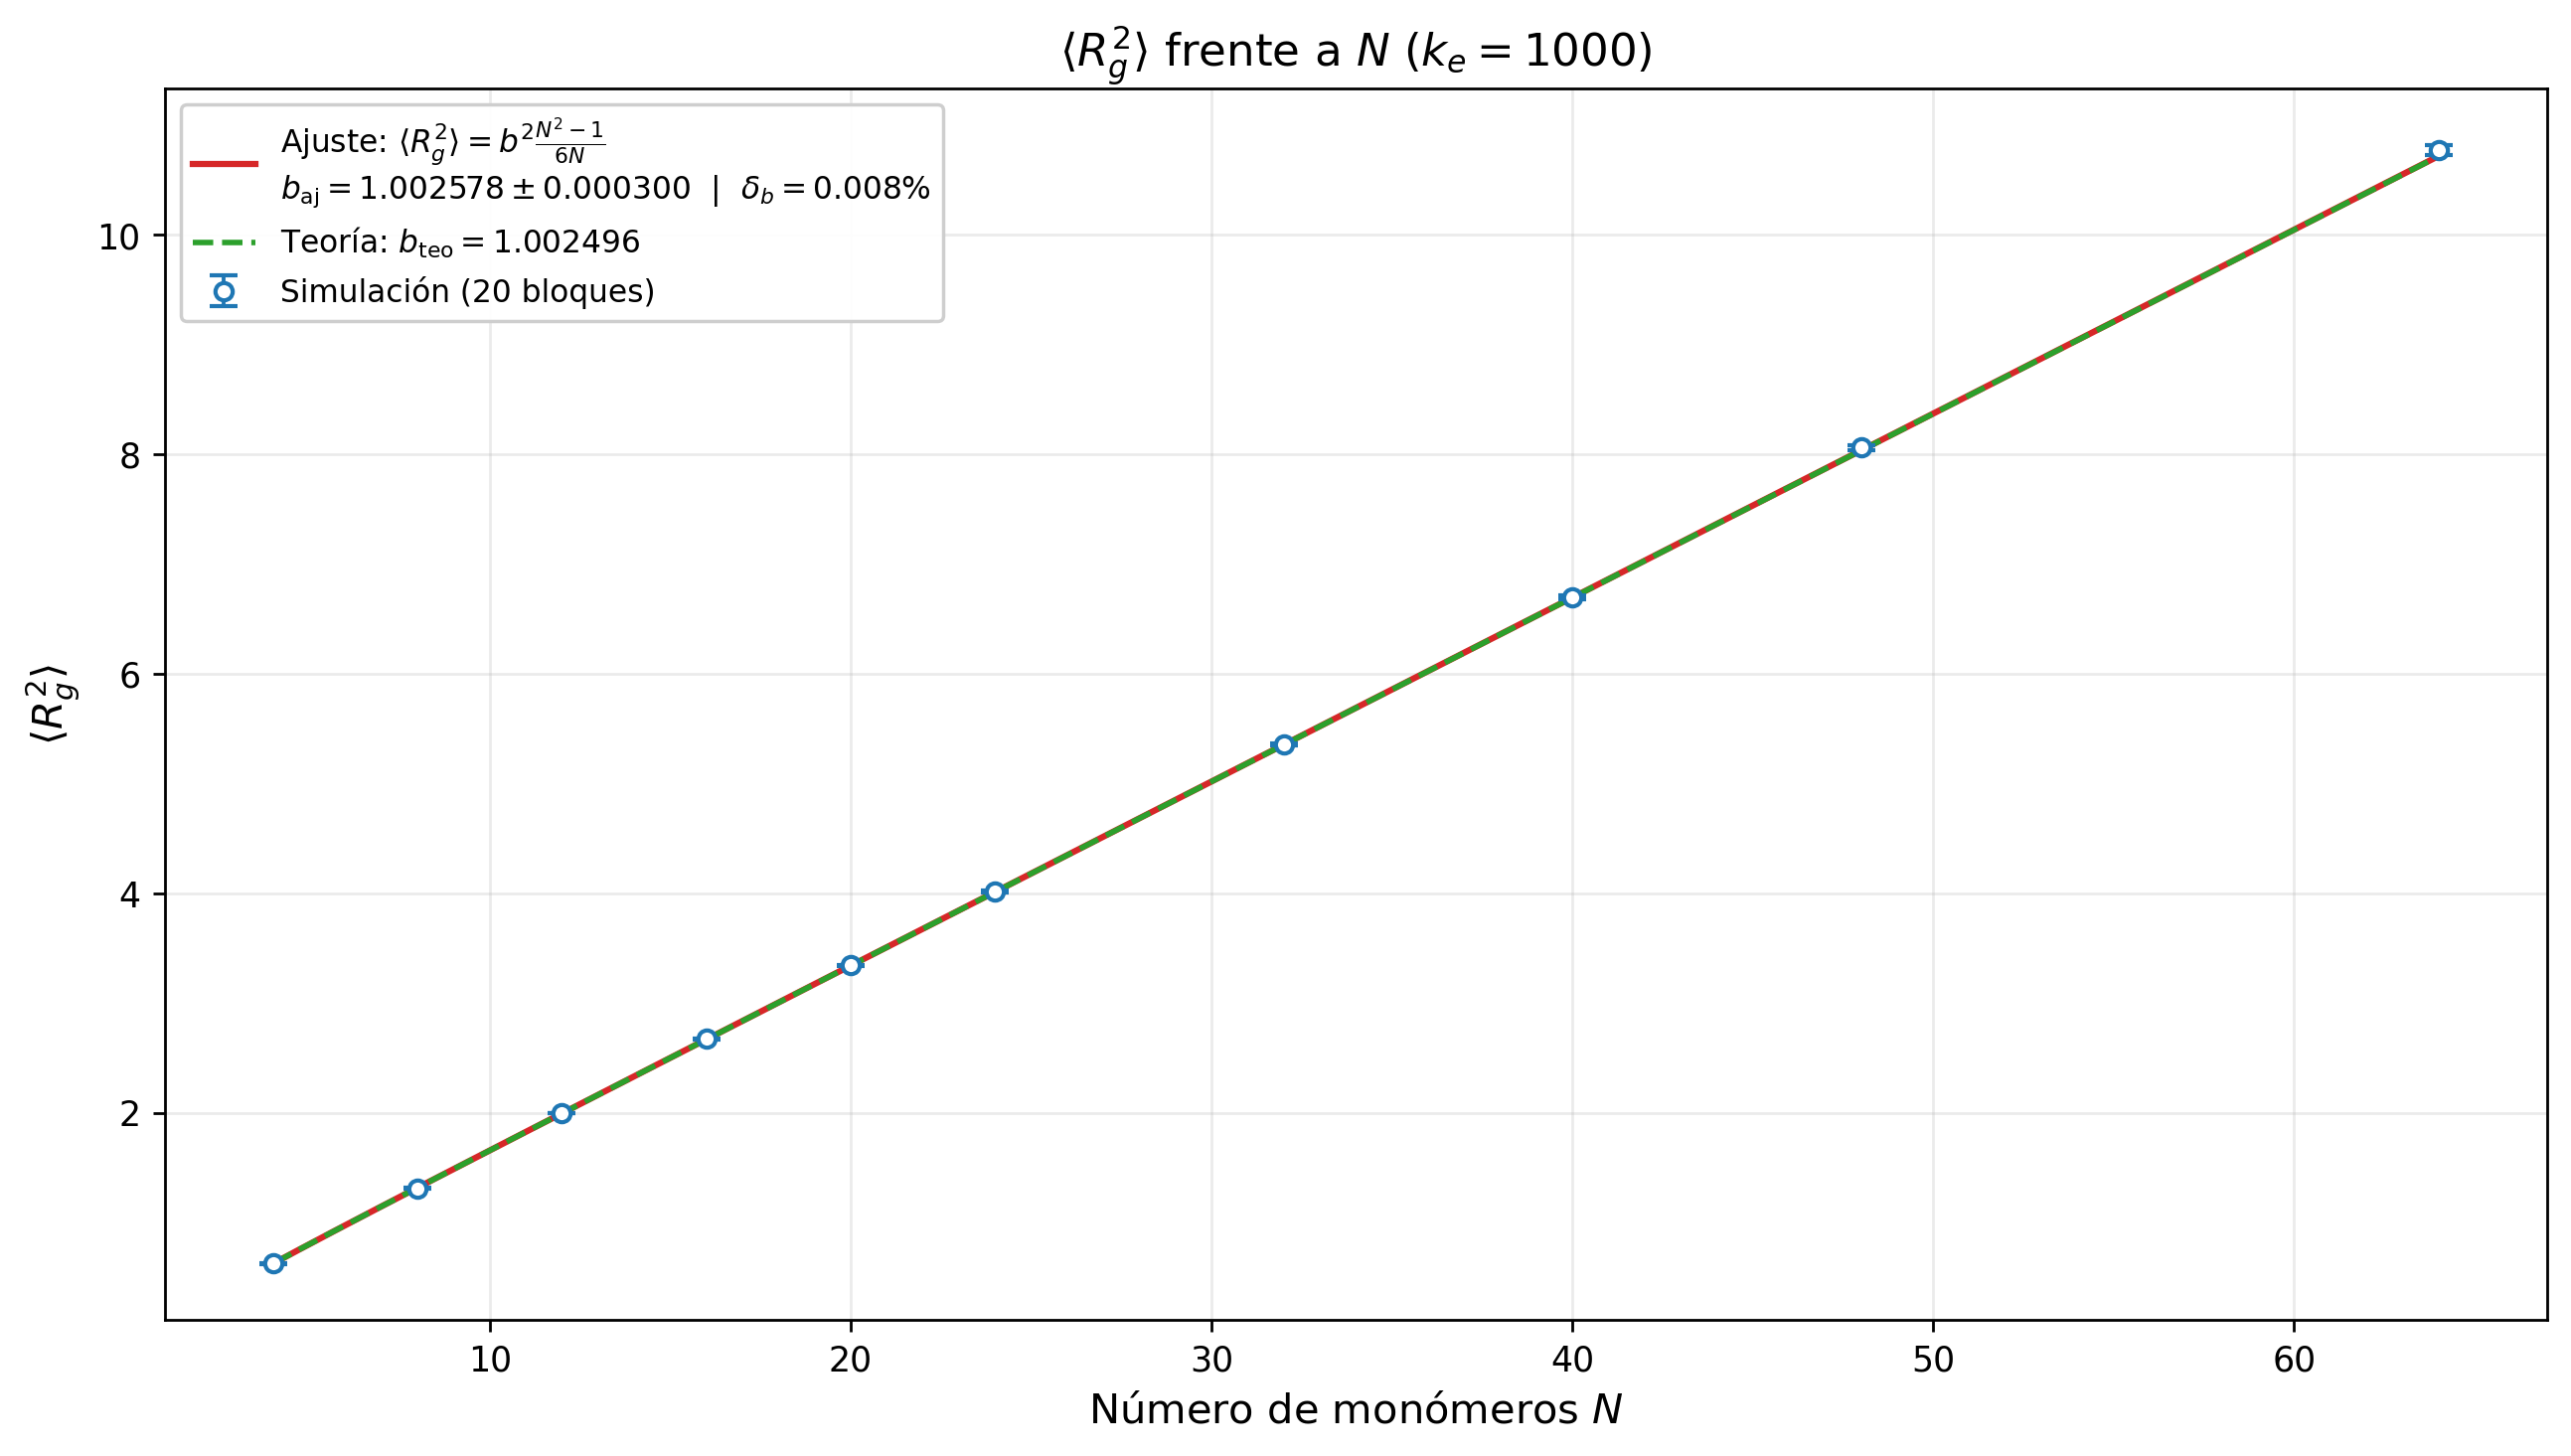 ⟨R_g^2⟩ frente a N (k_e = 1000)
Ajuste: ⟨R_g^2⟩ = b^2 \frac{N^2 − 1}{6N}
b_aj = 1.002578 ± 0.000300 | δ_b = 0.008%
Teoría: b_teo = 1.002496
Simulación (20 bloques)
⟨R_g^2⟩
10
8
6
4
2
10 20 30 40 50 60
Número de monómeros N